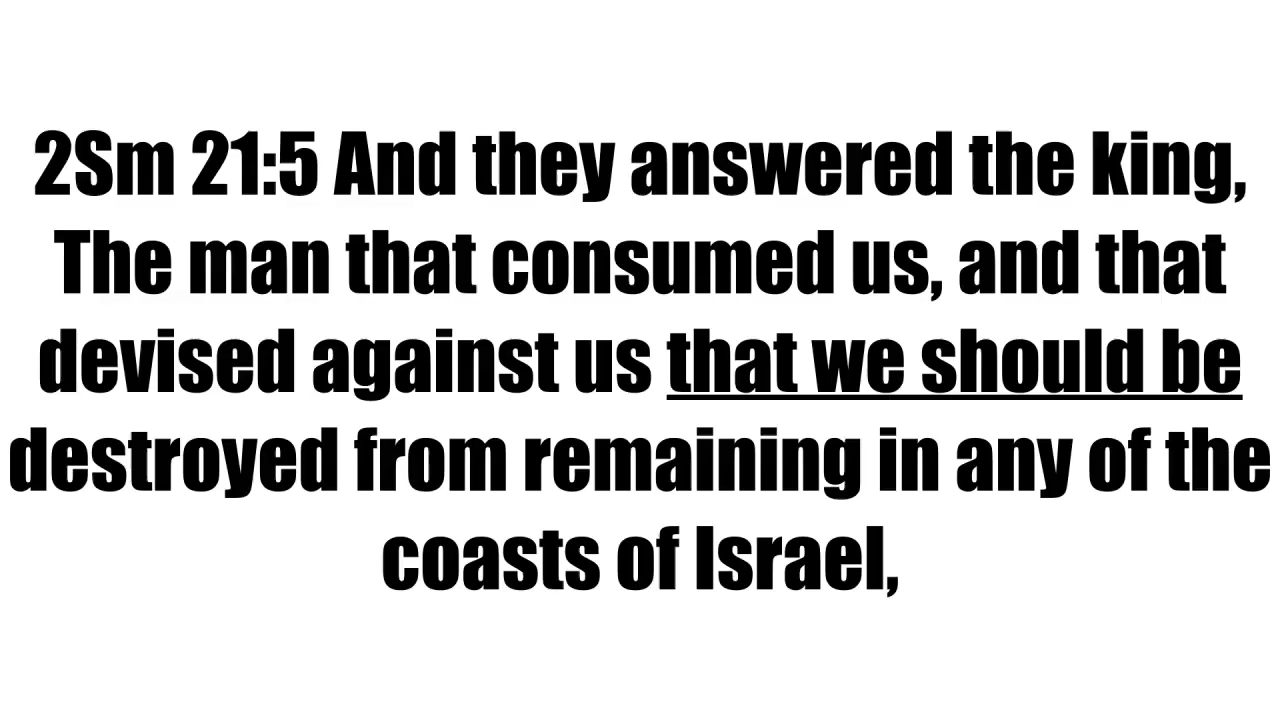 2Sm 21:5 And they answered the king,
The man that consumed us, and that
devised against us that we should be
destroyed from remaining in any of the
coasts of Israel,